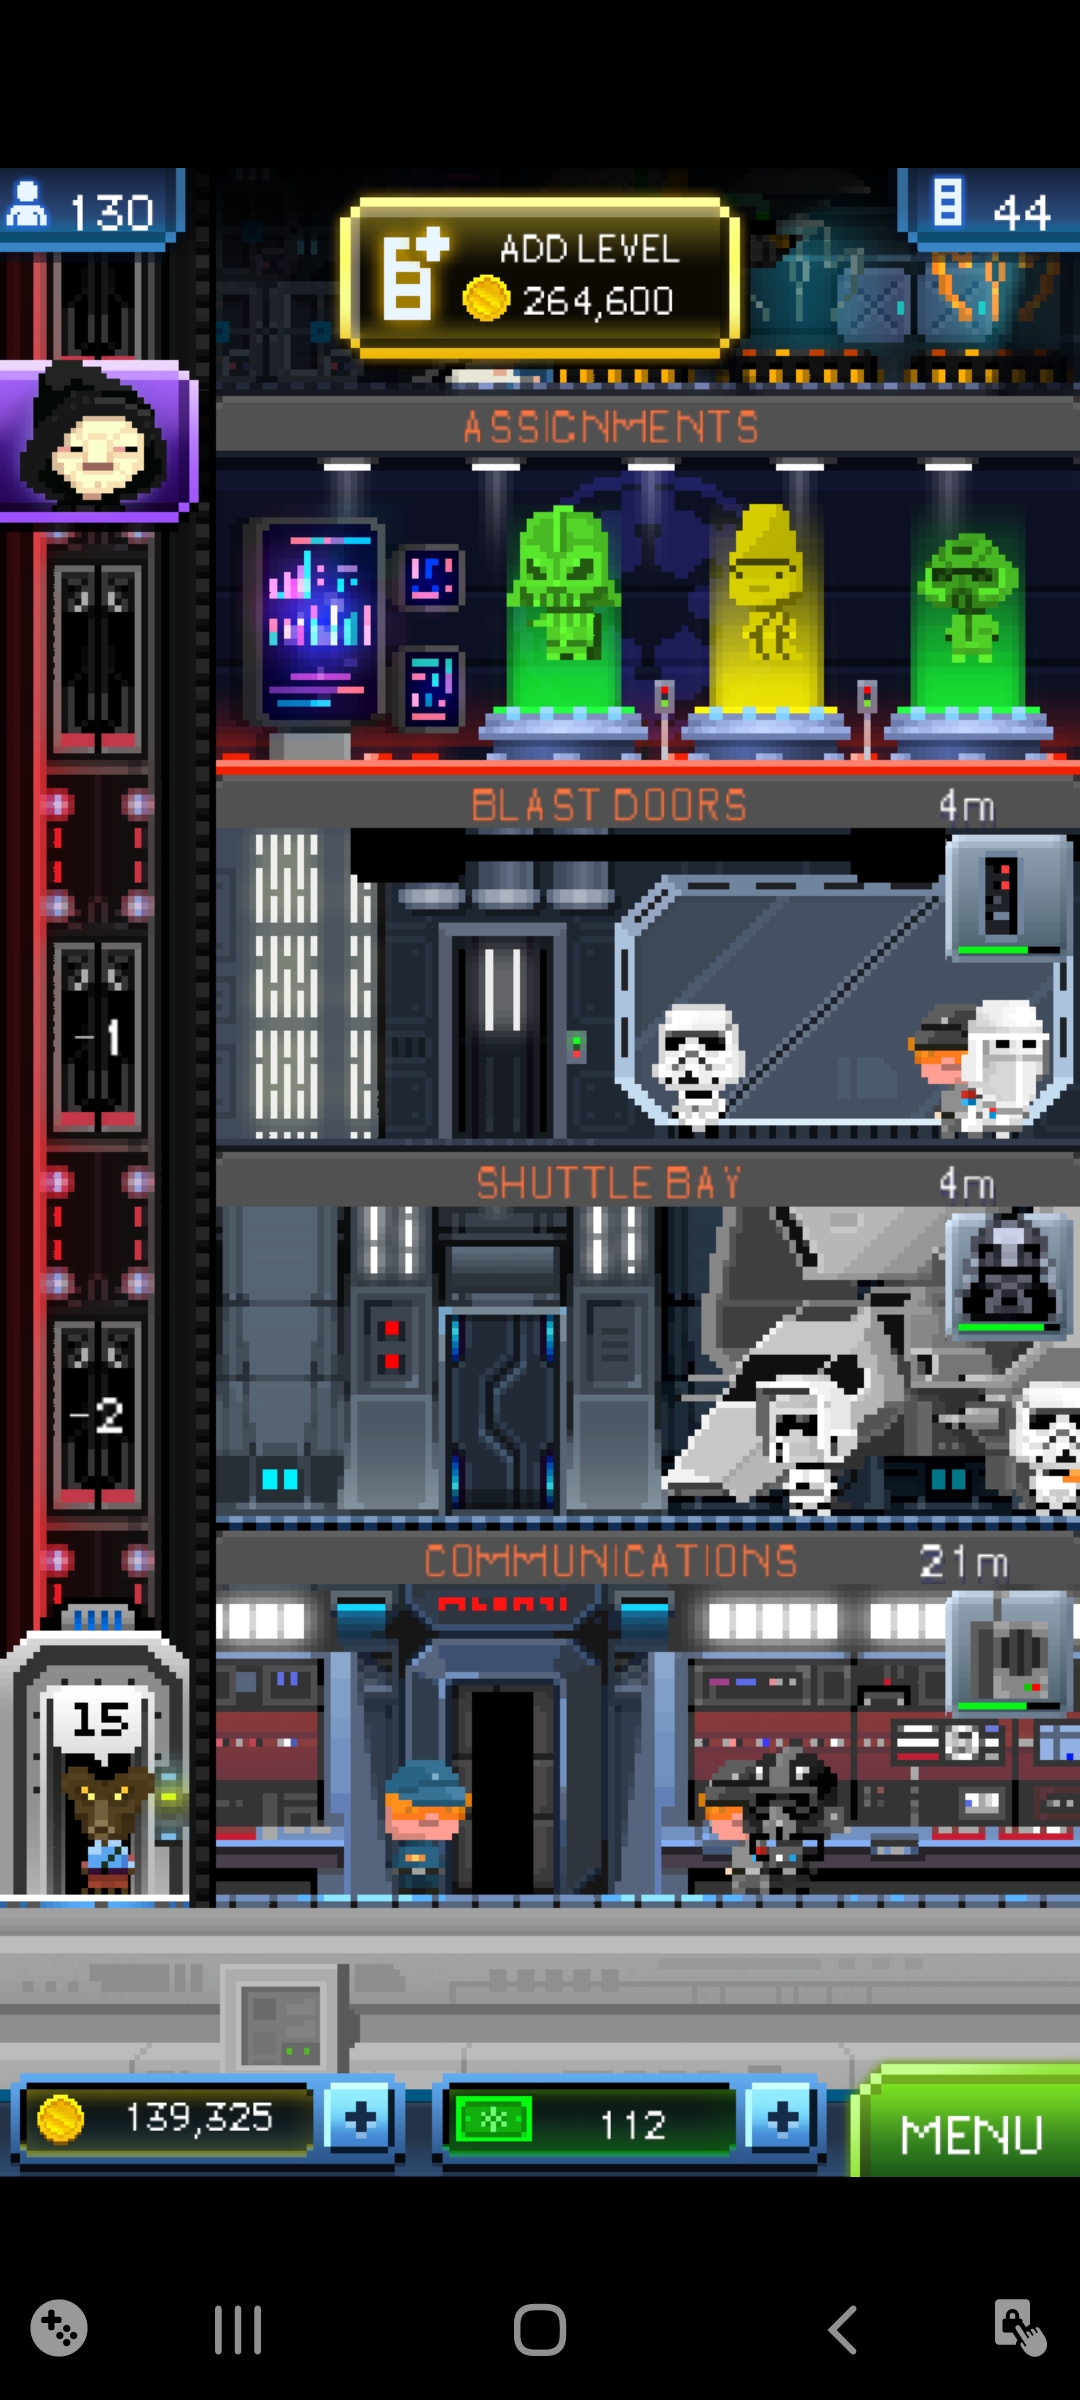 130
ADD LEVEL
264,600
44
ASSIGNMENTS
BLAST DOORS 4m
-1
SHUTTLE BAY 4m
-2
COMMUNICATIONS 21m
15
139,325
112
MENU